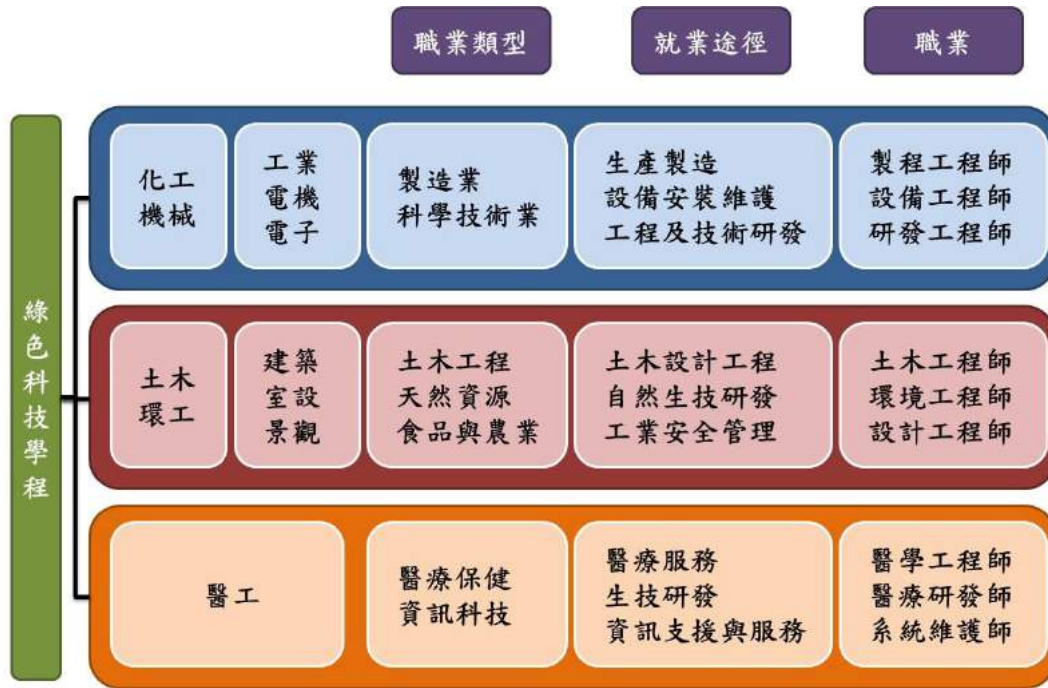 職業類型
就業途徑
職業
綠色科技學程
化工
機械
工業
電機
電子
製造業
科學技術業
生產製造
設備安裝維護
工程及技術研發
製程工程師
設備工程師
研發工程師
土木
環工
建築
室設
景觀
土木工程
天然資源
食品與農業
土木設計工程
自然生技研發
工業安全管理
土木工程師
環境工程師
設計工程師
醫工
醫療保健
資訊科技
醫療服務
生技研發
資訊支援與服務
醫學工程師
醫療研發師
系統維護師